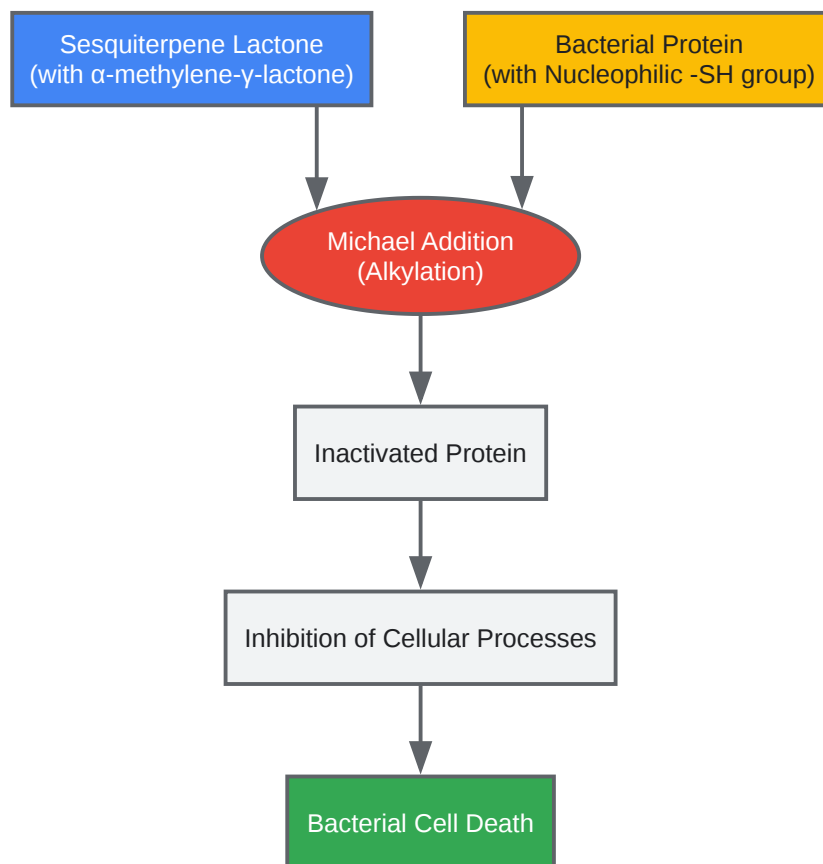 Sesquiterpene Lactone
(with α-methylene-γ-lactone)
Bacterial Protein
(with Nucleophilic -SH group)
Michael Addition
(Alkylation)
Inactivated Protein
Inhibition of Cellular Processes
Bacterial Cell Death